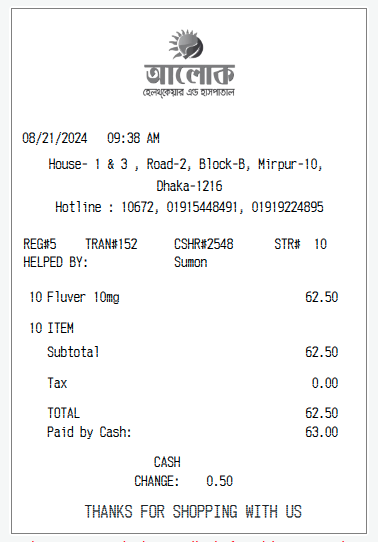 আলোক
হেলথ্কেয়ার এন্ড হাসপাতাল
08/21/2024 09:38 AM
House- 1 & 3 , Road-2, Block-B, Mirpur-10,
Dhaka-1216
Hotline : 10672, 01915448491, 01919224895
REG#5 TRAN#152 CSHR#2548 STR# 10
HELPED BY: Sumon
10 Fluver 10mg 62.50
10 ITEM
Subtotal 62.50
Tax 0.00
TOTAL 62.50
Paid by Cash: 63.00
CASH
CHANGE: 0.50
THANKS FOR SHOPPING WITH US